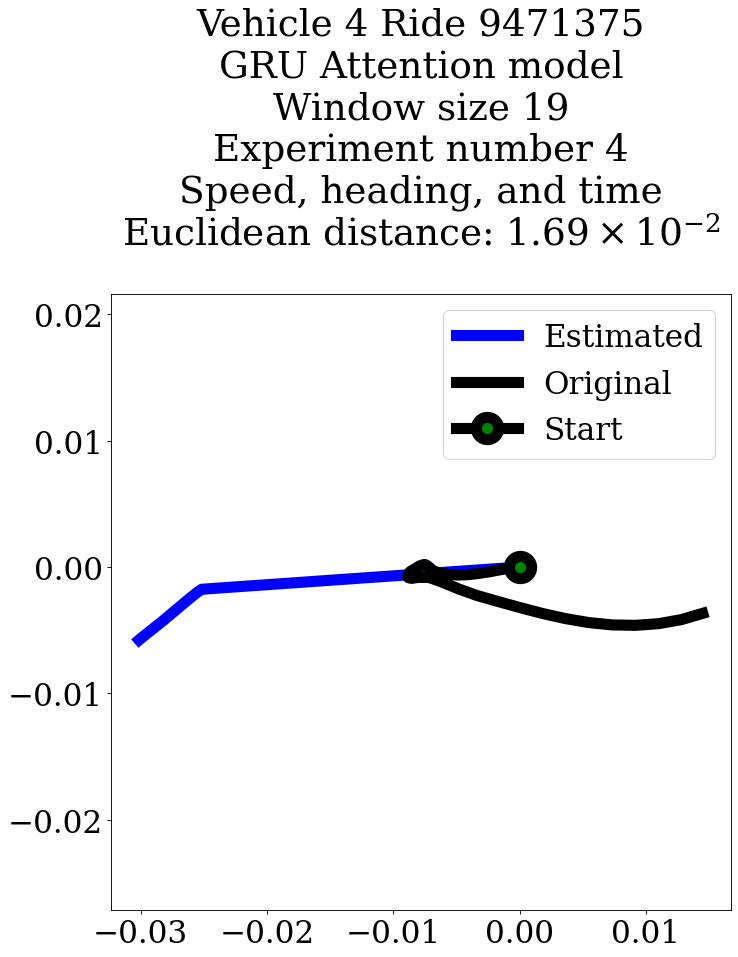 Vehicle 4 Ride 9471375
GRU Attention model
Window size 19
Experiment number 4
Speed, heading, and time
Euclidean distance: 1.69 × 10⁻²
Estimated
Original
Start
0.02
0.01
0.00
−0.01
−0.02
−0.03 −0.02 −0.01 0.00 0.01